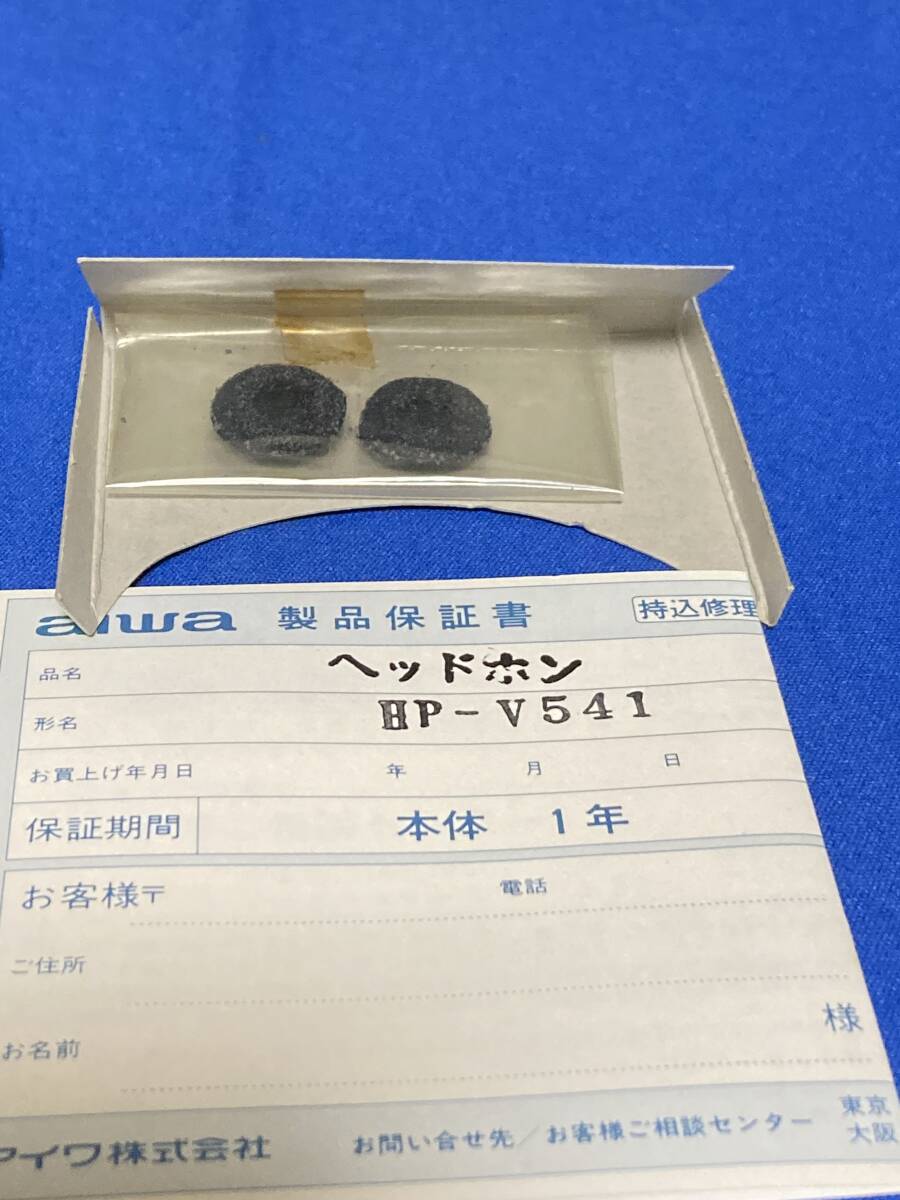 aiwa 製品保証書 持込修理
品名 ヘッドホン
形名 HP-V541
お買上げ年月日 年 月 日
保証期間 本体 1年
お客様〒 電話
ご住所
様
お名前
アイワ株式会社 お問い合せ先/お客様ご相談センター 東京
大阪